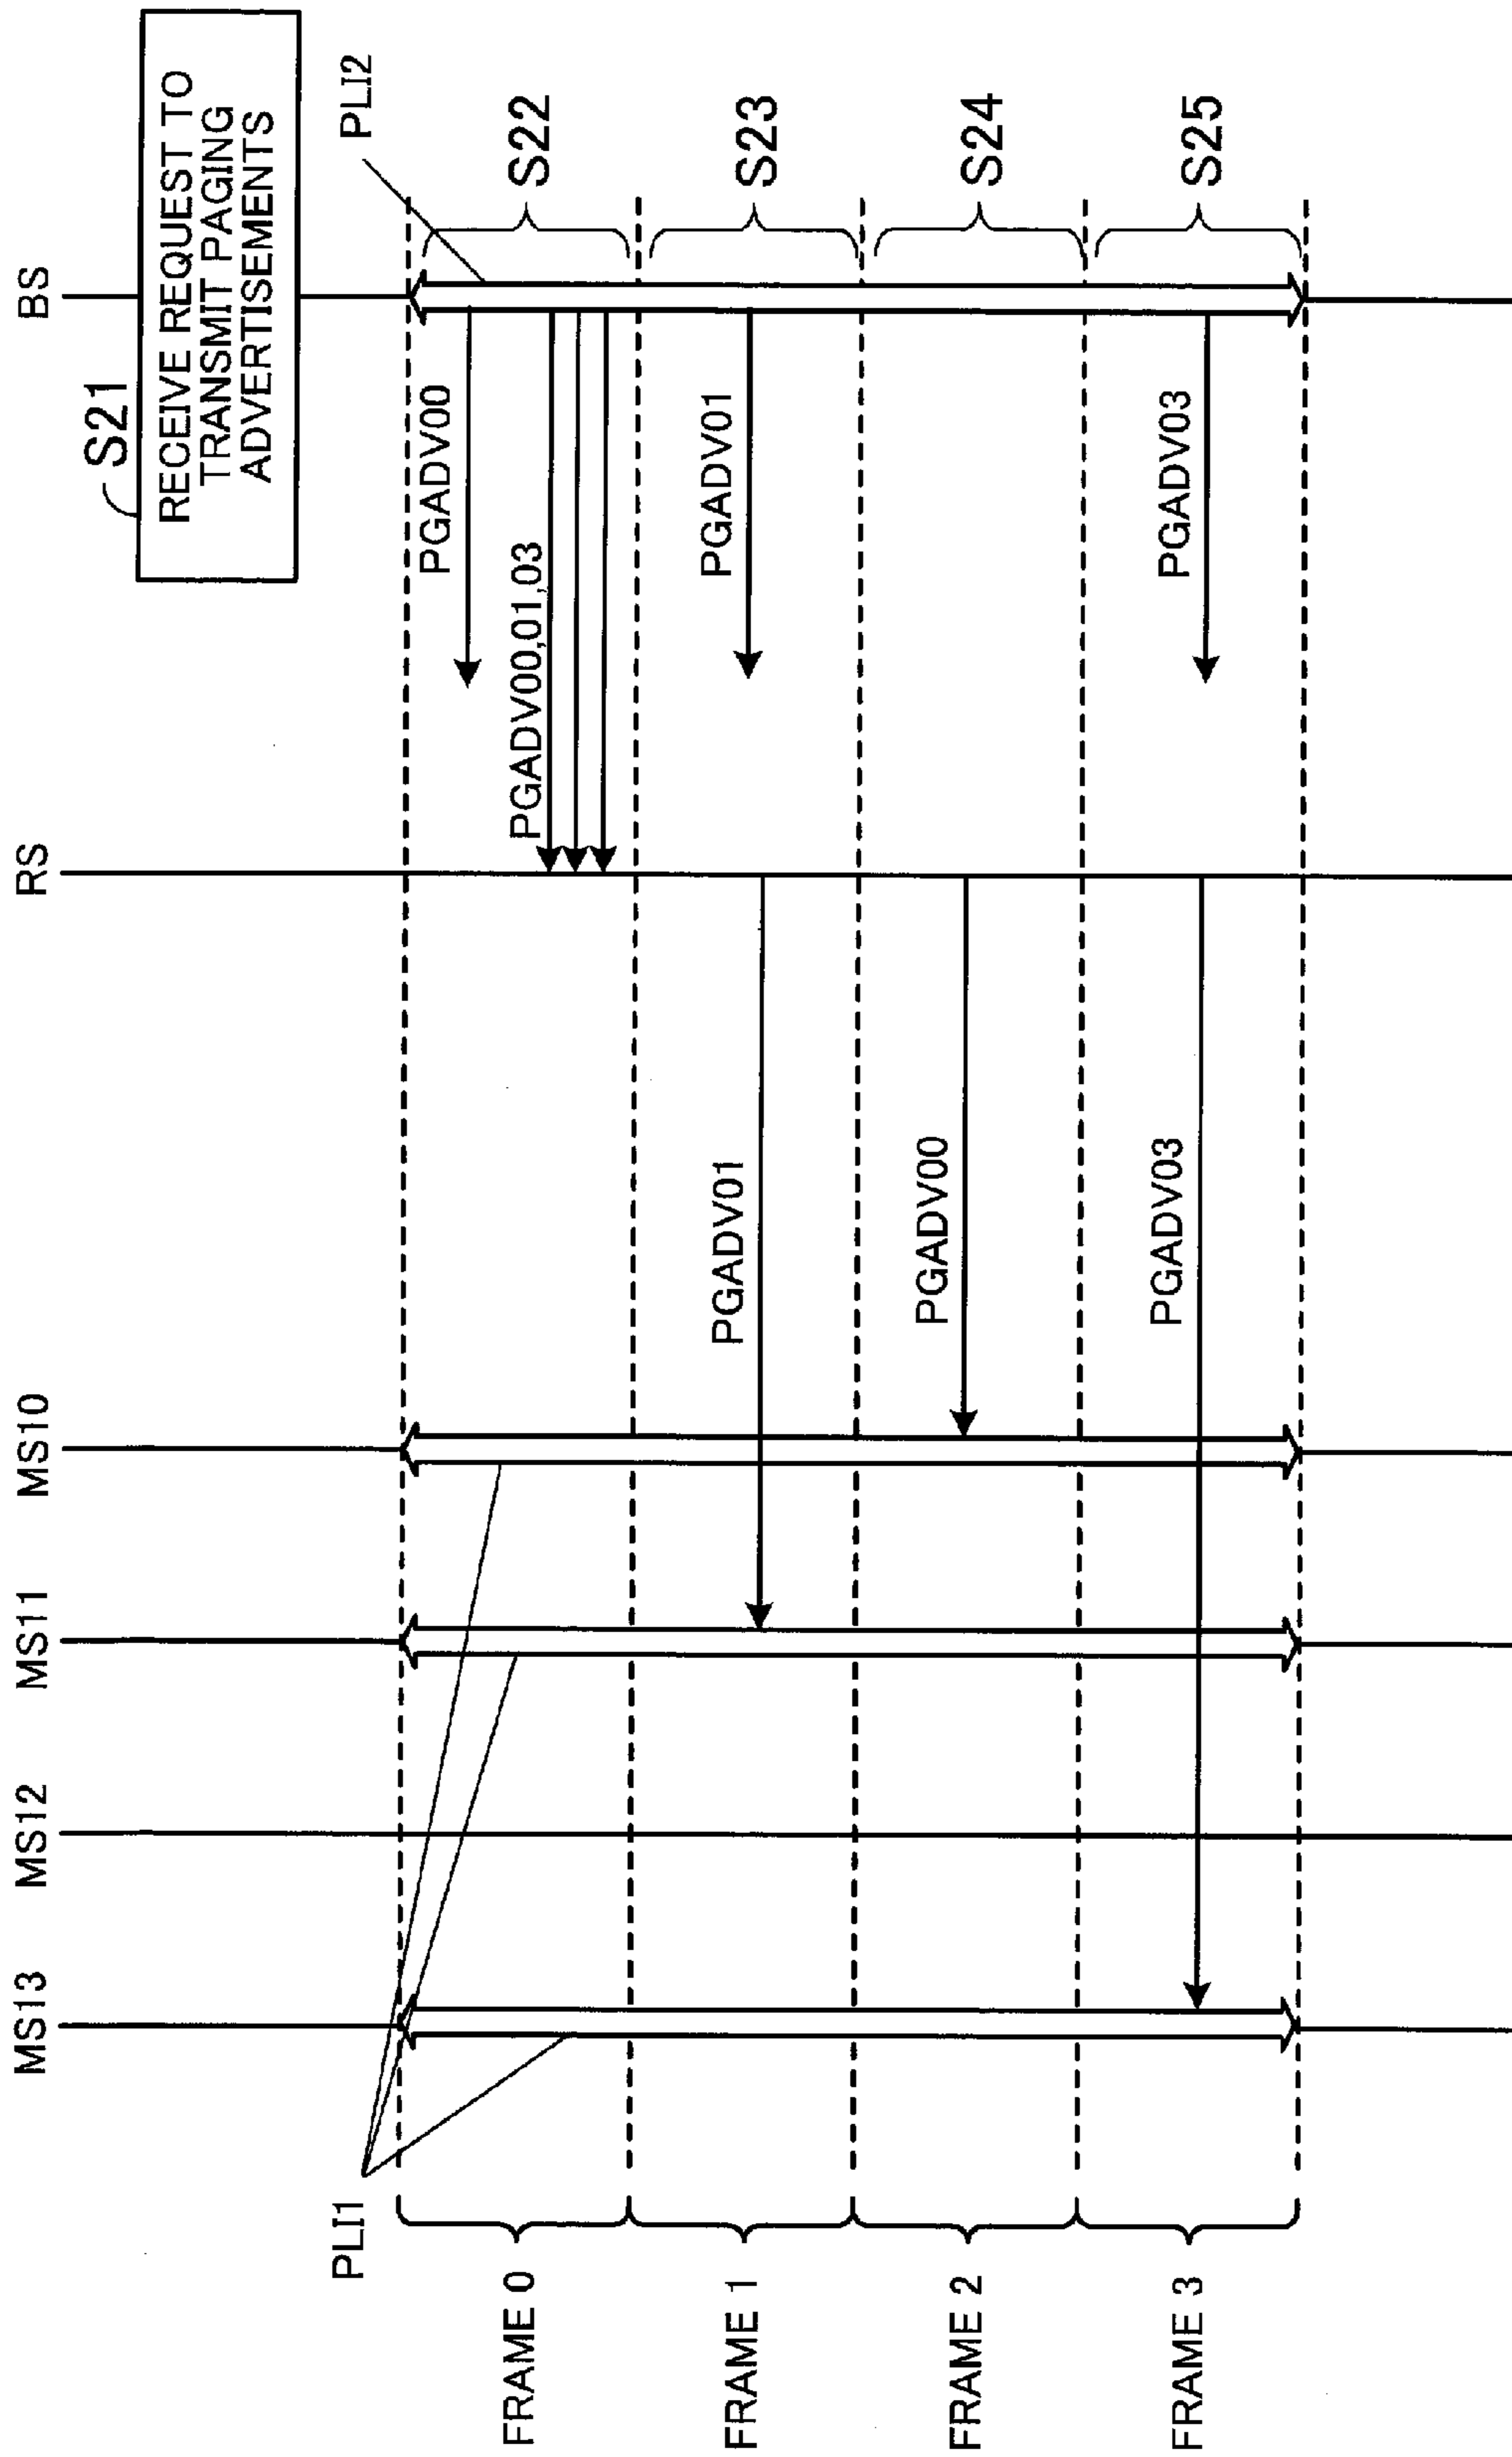 MS13
MS12
MS11
MS10
RS
BS
S21
RECEIVE REQUEST TO
TRANSMIT PAGING
ADVERTISEMENTS
PLI1
PLI2
FRAME 0
PGADV00
PGADV00,01,03
S22
FRAME 1
PGADV01
PGADV01
S23
FRAME 2
PGADV00
S24
FRAME 3
PGADV03
PGADV03
S25